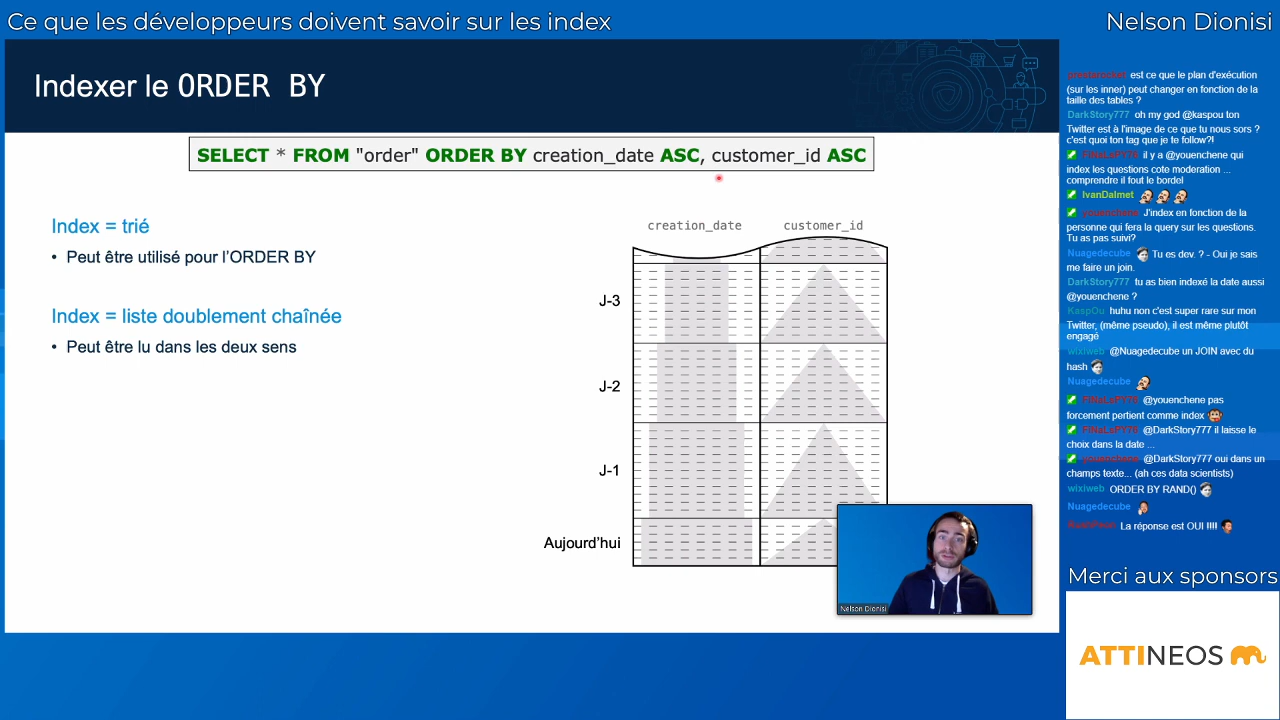 Ce que les développeurs doivent savoir sur les index
Nelson Dionisi
Indexer le ORDER BY
SELECT * FROM "order" ORDER BY creation_date ASC, customer_id ASC
Index = trié
• Peut être utilisé pour l'ORDER BY
Index = liste doublement chaînée
• Peut être lu dans les deux sens
creation_date customer_id
J-3
J-2
J-1
Aujourd'hui
Nelson Dionisi
prestarocket est ce que le plan d'exécution
(sur les inner) peut changer en fonction de la
taille des tables ?
DarkStory777 oh my god @kaspou ton
Twitter est à l'image de ce que tu nous sors ?
c'est quoi ton tag que je te follow?!
il y a @youenchene qui
index les questions cote moderation ...
comprendre il fout le bordel
IvanDalmet
youenchene J'index en fonction de la
personne qui fera la query sur les questions.
Tu as pas suivi?
Nuagedecube Tu es dev. ? - Oui je sais
me faire un join.
DarkStory777 tu as bien indexé la date aussi
@youenchene ?
KaspOu huhu non c'est super rare sur mon
Twitter, (même pseudo), il est même plutôt
engagé
wixiweb @Nuagedecube un JOIN avec du
hash
Nuagedecube
@youenchene pas
forcement pertient comme index
@DarkStory777 il laisse le
choix dans la date ...
youenchene @DarkStory777 oui dans un
champs texte... (ah ces data scientists)
wixiweb ORDER BY RAND()
Nuagedecube
La réponse est OUI !!!!
Merci aux sponsors
ATTINEOS